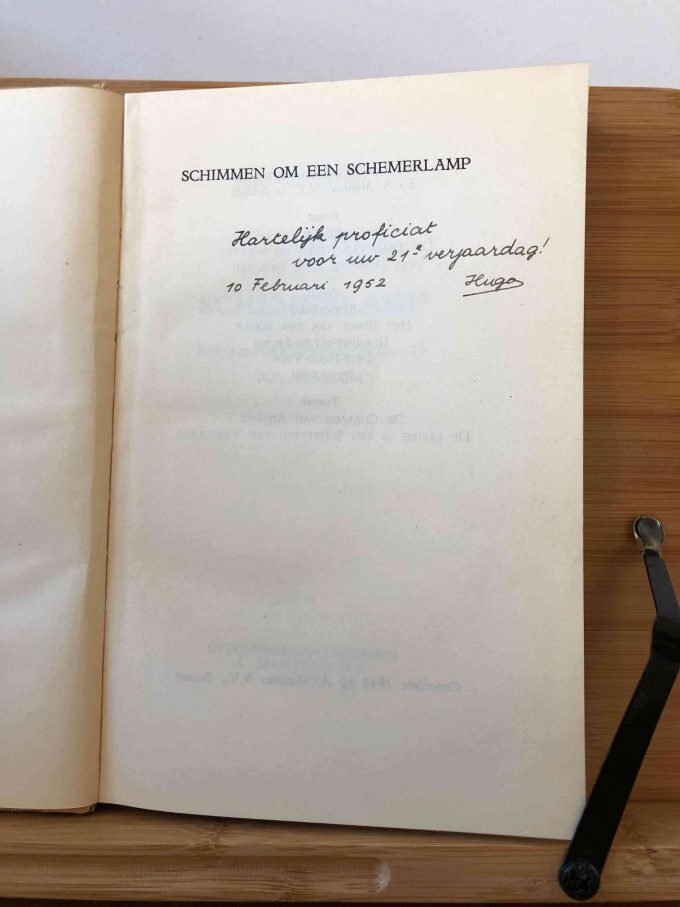 SCHIMMEN OM EEN SCHEMERLAMP
Hartelijk proficiat
voor uw 21e verjaardag!
10 Februari 1952 Hugo